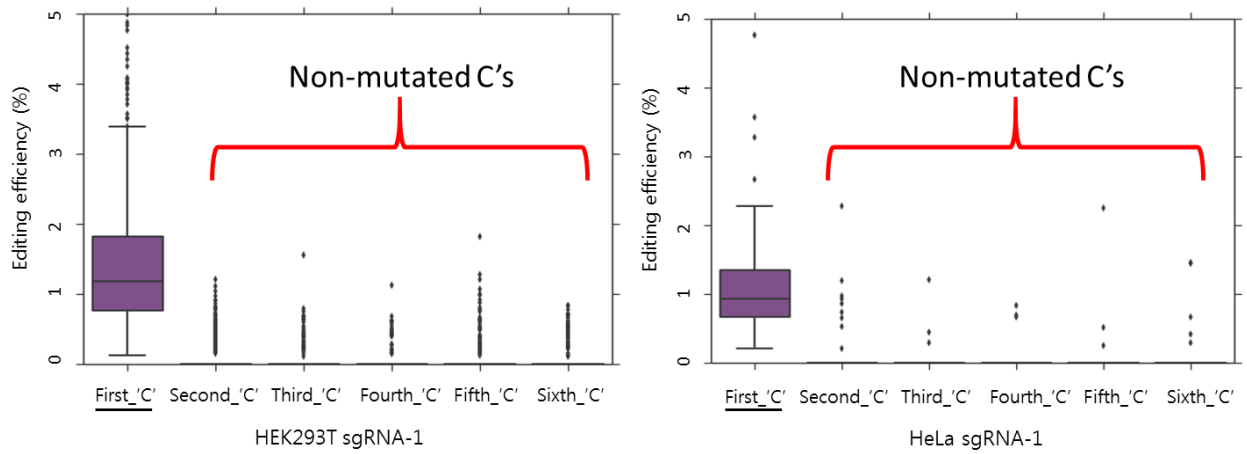 5
4
3
2
1
0
Editing efficiency (%)
Non-mutated C's
First_'C' Second_'C' Third_'C' Fourth_'C' Fifth_'C' Sixth_'C'
HEK293T sgRNA-1
5
4
3
2
1
0
Editing efficiency (%)
Non-mutated C's
First_'C' Second_'C' Third_'C' Fourth_'C' Fifth_'C' Sixth_'C'
HeLa sgRNA-1